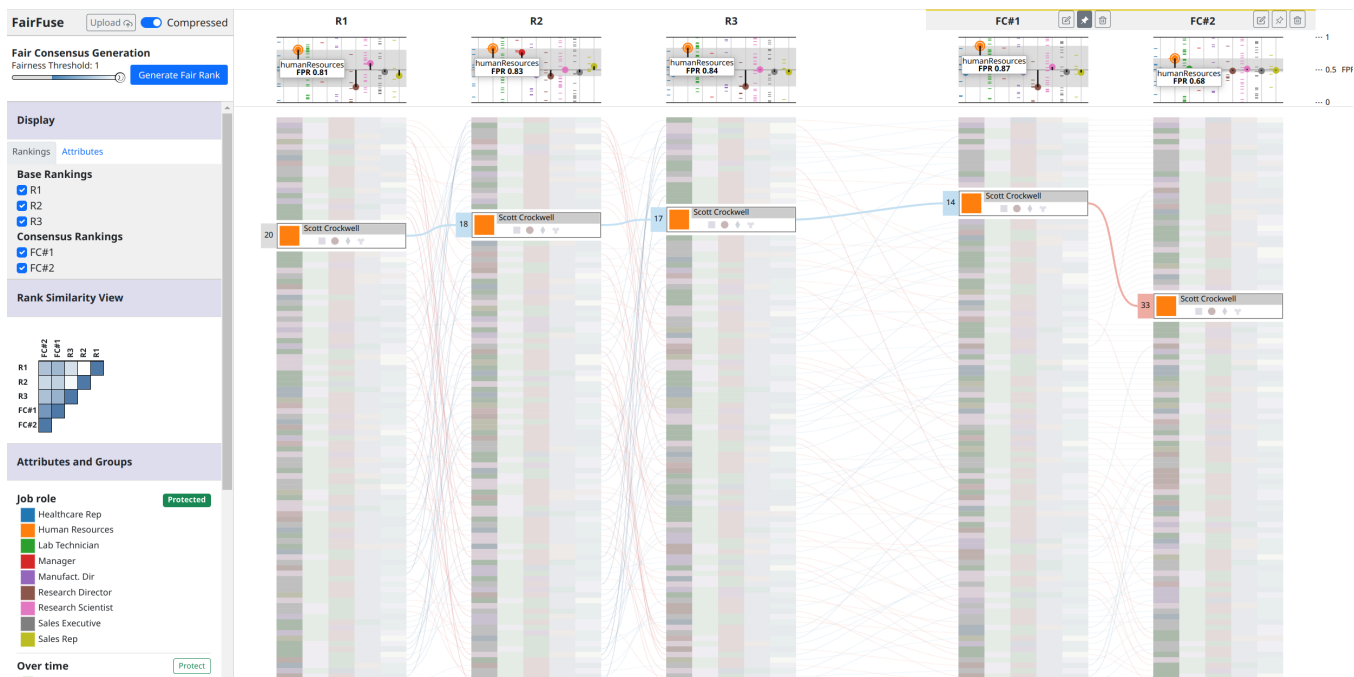 FairFuse
Upload
Compressed
R1
R2
R3
FC#1
FC#2
Fair Consensus Generation
Fairness Threshold: 1
Generate Fair Rank
humanResources
FPR 0.81
humanResources
FPR 0.83
humanResources
FPR 0.84
humanResources
FPR 0.87
humanResources
FPR 0.68
1
0.5 FPR
0
Display
Rankings
Attributes
Base Rankings
R1
R2
R3
Consensus Rankings
FC#1
FC#2
Rank Similarity View
FC#2
FC#1
R3
R2
R1
R1
R2
R3
FC#1
FC#2
Attributes and Groups
Job role
Protected
Healthcare Rep
Human Resources
Lab Technician
Manager
Manufact. Dir
Research Director
Research Scientist
Sales Executive
Sales Rep
Over time
Protect
20
Scott Crockwell
18
Scott Crockwell
17
Scott Crockwell
14
Scott Crockwell
33
Scott Crockwell